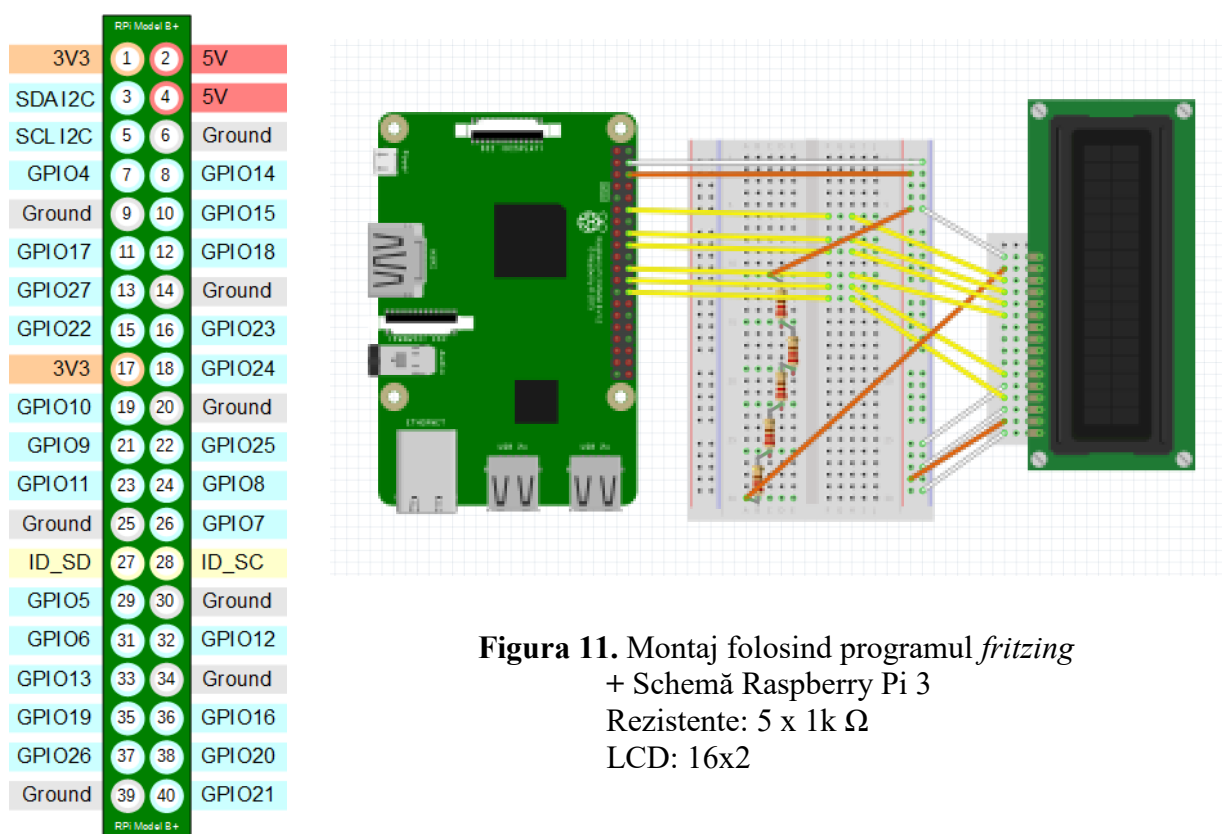 RPi Model B+
3V3 1 2 5V
SDA I2C 3 4 5V
SCL I2C 5 6 Ground
GPIO4 7 8 GPIO14
Ground 9 10 GPIO15
GPIO17 11 12 GPIO18
GPIO27 13 14 Ground
GPIO22 15 16 GPIO23
3V3 17 18 GPIO24
GPIO10 19 20 Ground
GPIO9 21 22 GPIO25
GPIO11 23 24 GPIO8
Ground 25 26 GPIO7
ID_SD 27 28 ID_SC
GPIO5 29 30 Ground
GPIO6 31 32 GPIO12
GPIO13 33 34 Ground
GPIO19 35 36 GPIO16
GPIO26 37 38 GPIO20
Ground 39 40 GPIO21
RPi Model B+
ETHERNET
USB 2x
USB 2x
Figura 11. Montaj folosind programul fritzing
+ Schemă Raspberry Pi 3
Rezistente: 5 x 1k Ω
LCD: 16x2